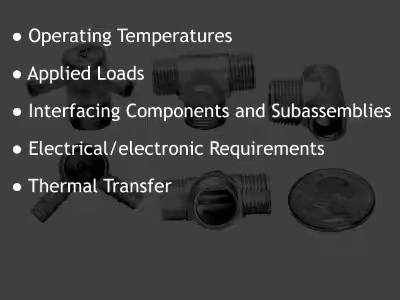 ● Operating Temperatures
● Applied Loads
● Interfacing Components and Subassemblies
● Electrical/electronic Requirements
● Thermal Transfer